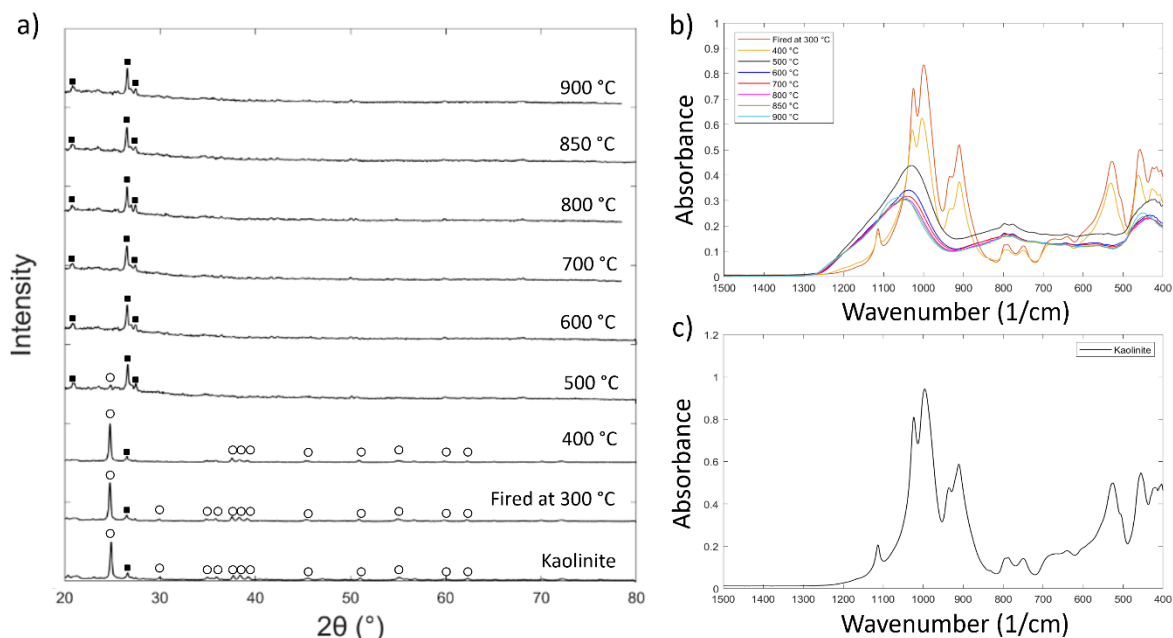 a)
900 °C
850 °C
800 °C
700 °C
600 °C
500 °C
400 °C
Fired at 300 °C
Kaolinite
Intensity
20 30 40 50 60 70 80
2θ (°)
b)
Absorbance
1
0.9
0.8
0.7
0.6
0.5
0.4
0.3
0.2
0.1
0
Fired at 300 °C
400 °C
500 °C
600 °C
700 °C
800 °C
850 °C
900 °C
1500 1400 1300 1200 1100 1000 900 800 700 600 500 400
Wavenumber (1/cm)
c)
Absorbance
1.2
1
0.8
0.6
0.4
0.2
0
Kaolinite
1500 1400 1300 1200 1100 1000 900 800 700 600 500 400
Wavenumber (1/cm)